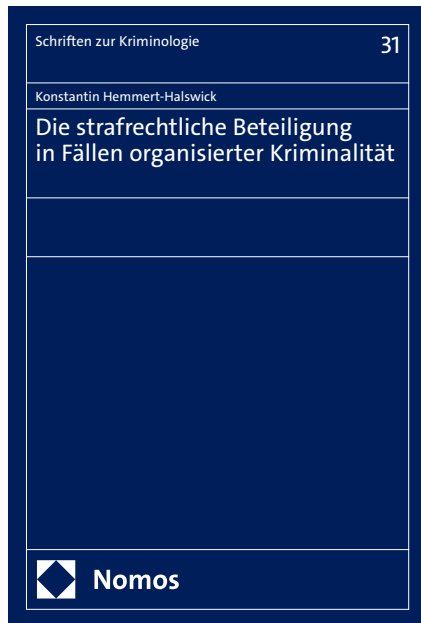 Schriften zur Kriminologie 31
Konstantin Hemmert-Halswick
Die strafrechtliche Beteiligung
in Fällen organisierter Kriminalität
Nomos